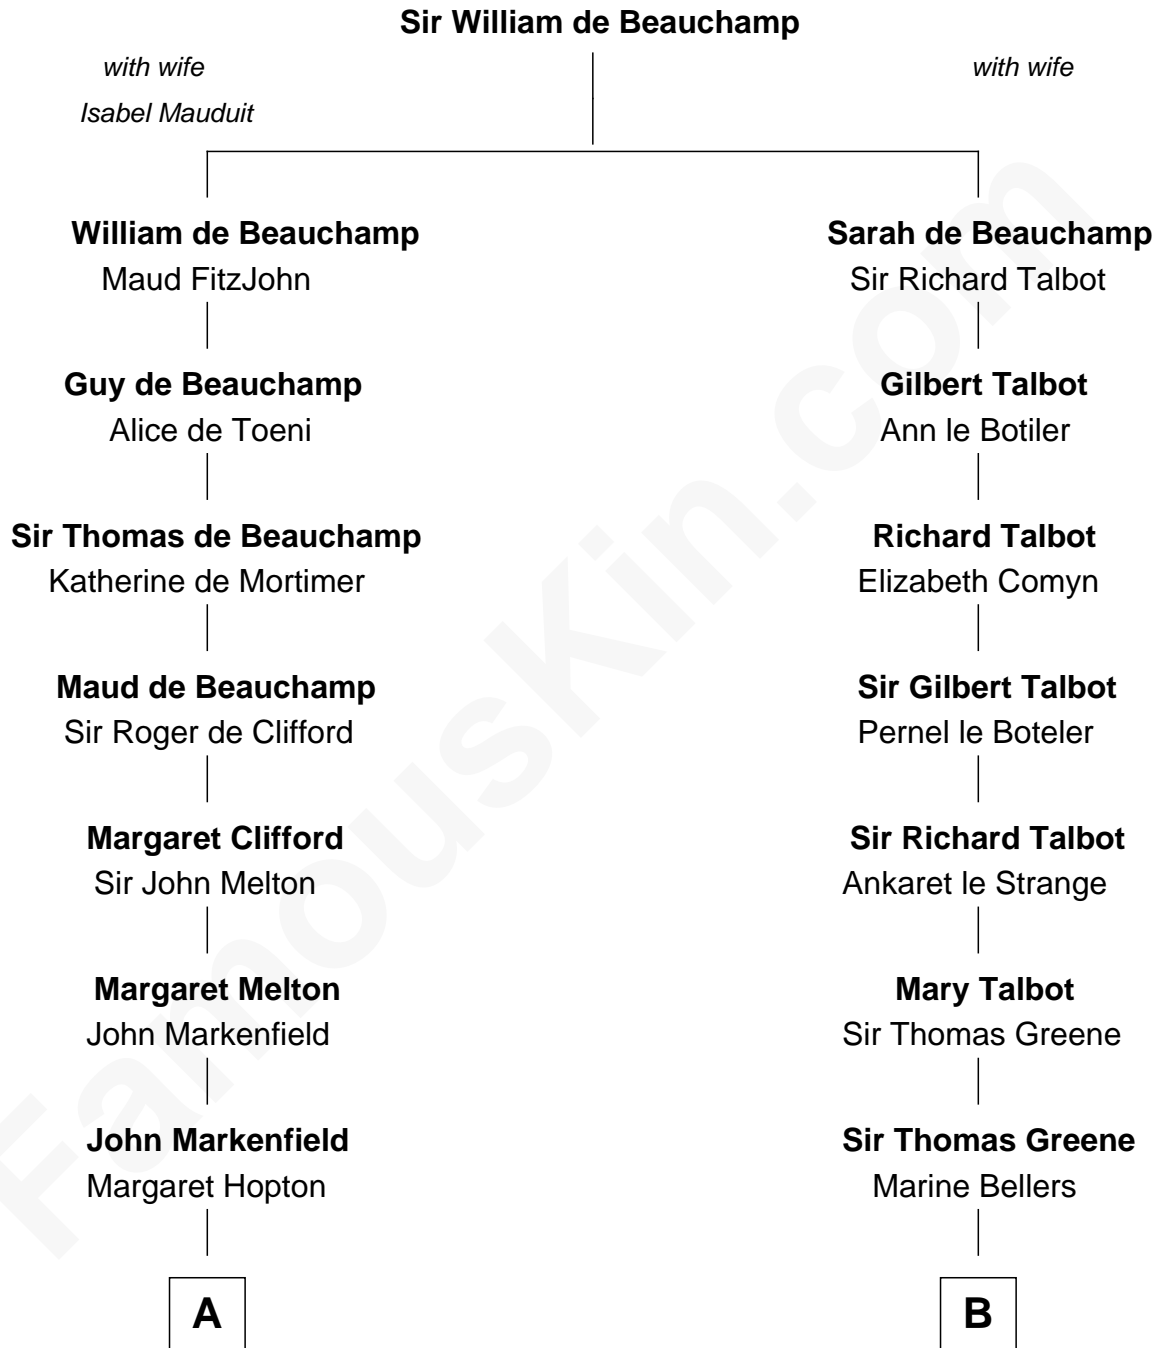 Sir William de Beauchamp
with wife
Isabel Mauduit
with wife
William de Beauchamp
Maud FitzJohn
Sarah de Beauchamp
Sir Richard Talbot
Guy de Beauchamp
Alice de Toeni
Gilbert Talbot
Ann le Botiler
Sir Thomas de Beauchamp
Katherine de Mortimer
Richard Talbot
Elizabeth Comyn
Maud de Beauchamp
Sir Roger de Clifford
Sir Gilbert Talbot
Pernel le Boteler
Margaret Clifford
Sir John Melton
Sir Richard Talbot
Ankaret le Strange
Margaret Melton
John Markenfield
Mary Talbot
Sir Thomas Greene
John Markenfield
Margaret Hopton
Sir Thomas Greene
Marine Bellers
A
B
FamousKin.com